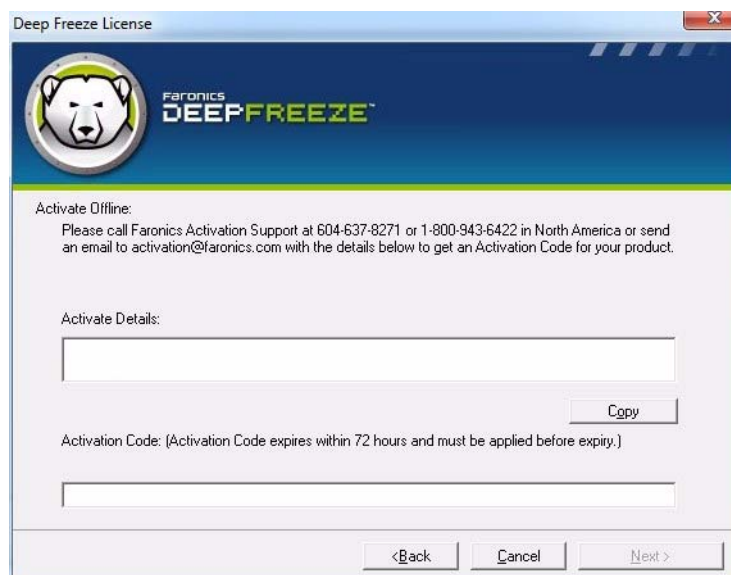 Deep Freeze License
Faronics
DEEPFREEZE™
Activate Offline:
Please call Faronics Activation Support at 604-637-8271 or 1-800-943-6422 in North America or send
an email to activation@faronics.com with the details below to get an Activation Code for your product.
Activate Details:
Copy
Activation Code: (Activation Code expires within 72 hours and must be applied before expiry.)
<Back Cancel Next >